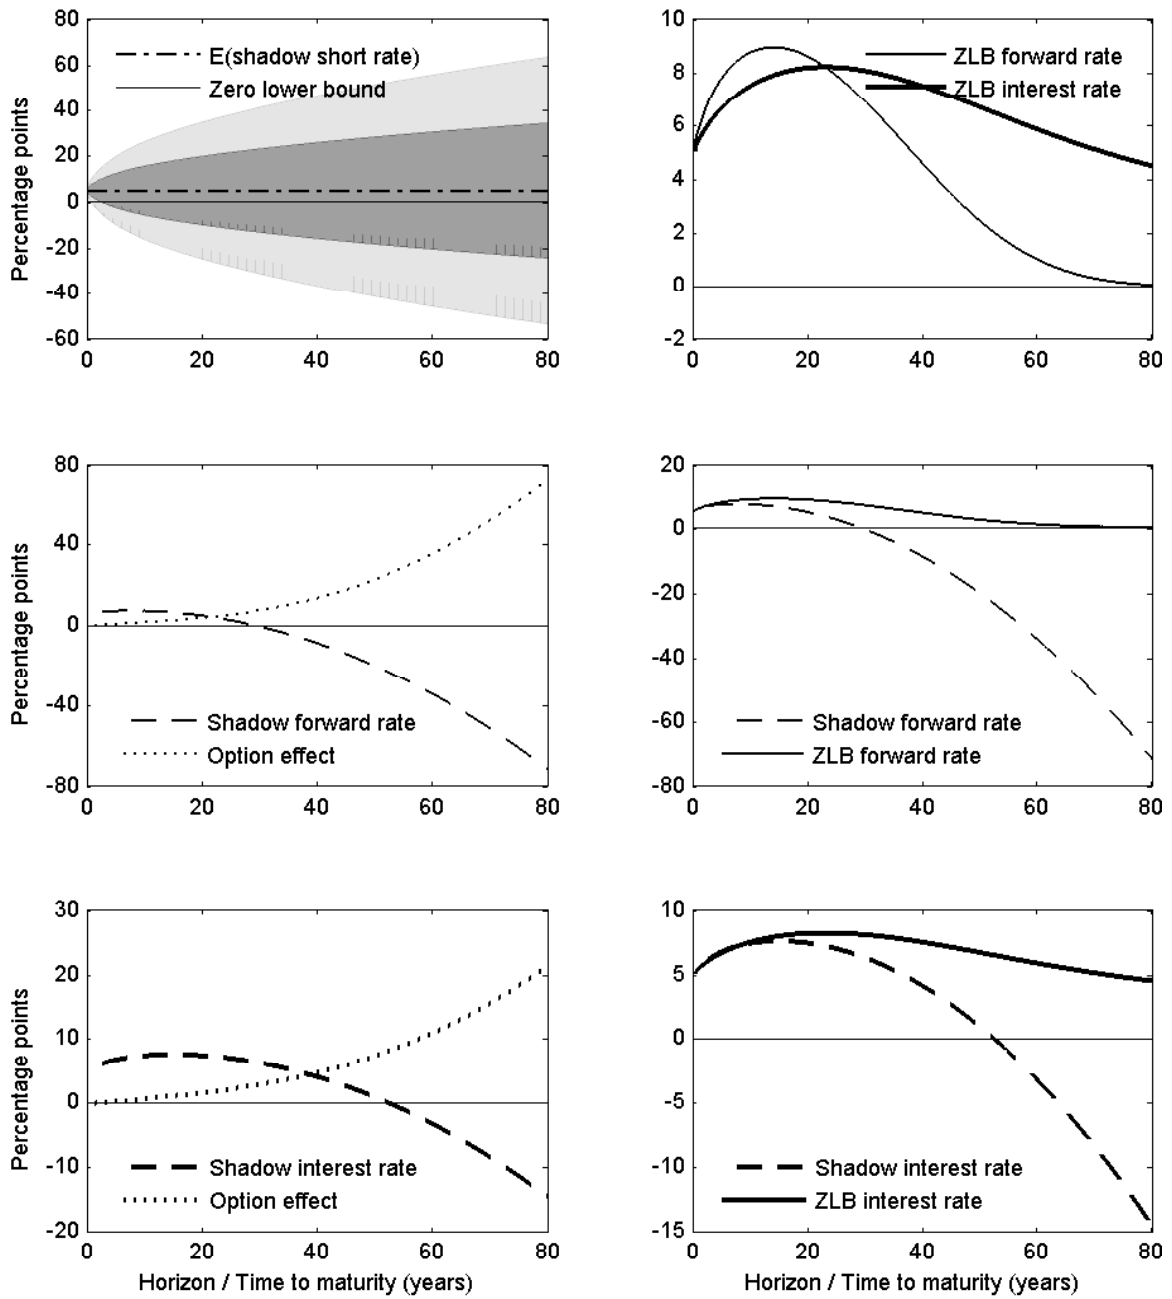 80
60
40
20
0
-20
-40
-60
Percentage points
E(shadow short rate)
Zero lower bound
0 20 40 60 80
10
8
6
4
2
0
-2
ZLB forward rate
ZLB interest rate
0 20 40 60 80
80
40
0
-40
-80
Percentage points
Shadow forward rate
Option effect
0 20 40 60 80
20
0
-20
-40
-60
-80
Shadow forward rate
ZLB forward rate
0 20 40 60 80
30
20
10
0
-10
-20
Percentage points
Shadow interest rate
Option effect
0 20 40 60 80
Horizon / Time to maturity (years)
10
5
0
-5
-10
-15
Shadow interest rate
ZLB interest rate
0 20 40 60 80
Horizon / Time to maturity (years)